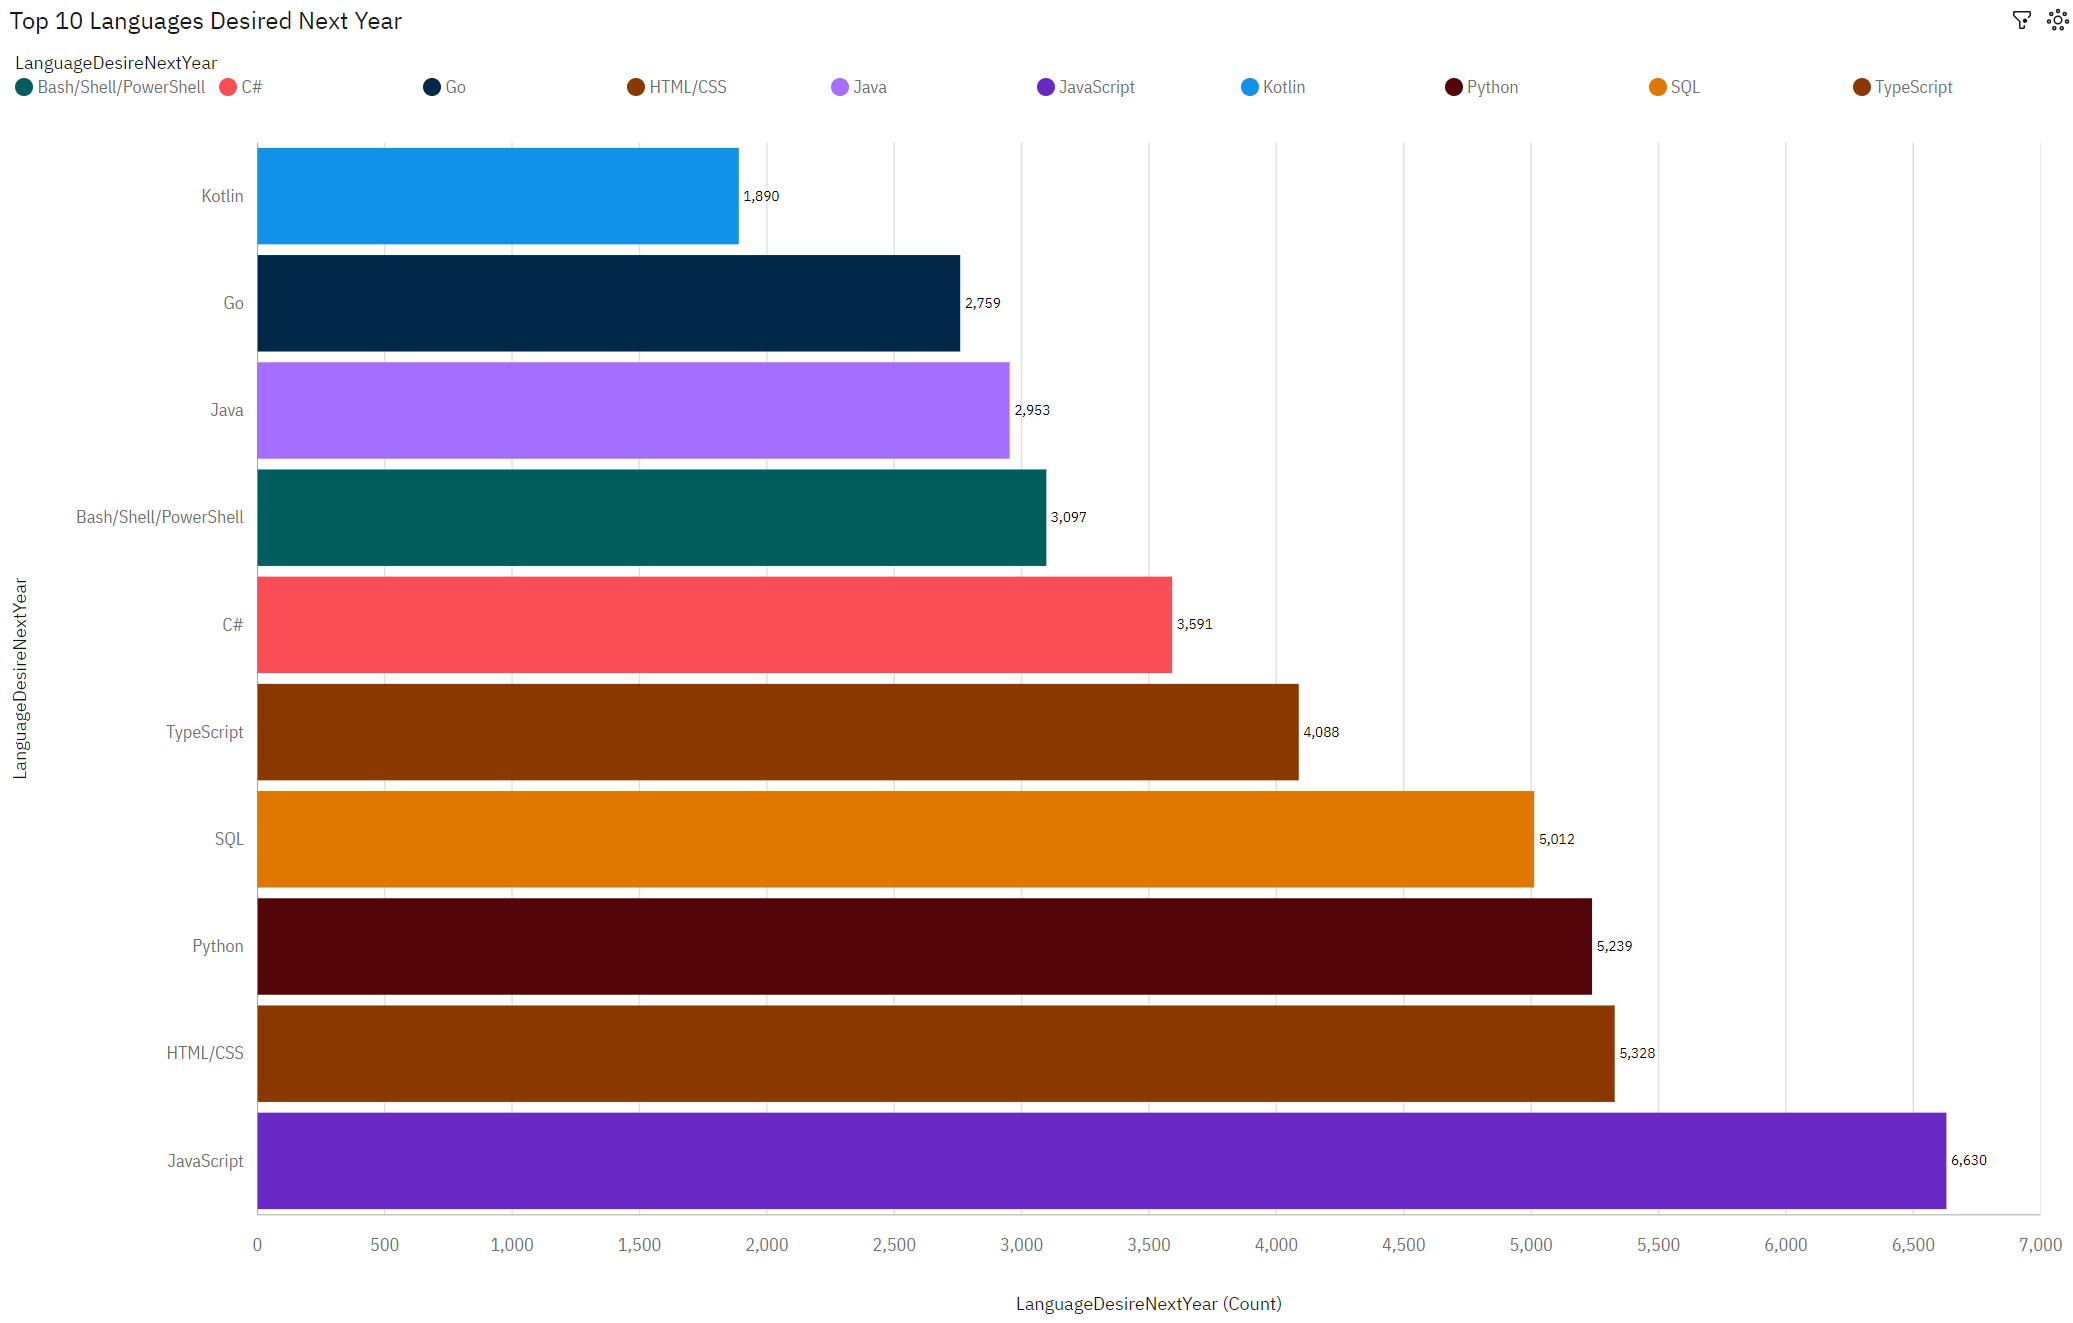 Top 10 Languages Desired Next Year
LanguageDesireNextYear
Bash/Shell/PowerShell C# Go HTML/CSS Java JavaScript Kotlin Python SQL TypeScript
Kotlin 1,890
Go 2,759
Java 2,953
Bash/Shell/PowerShell 3,097
C# 3,591
TypeScript 4,088
SQL 5,012
Python 5,239
HTML/CSS 5,328
JavaScript 6,630
LanguageDesireNextYear
0 500 1,000 1,500 2,000 2,500 3,000 3,500 4,000 4,500 5,000 5,500 6,000 6,500 7,000
LanguageDesireNextYear (Count)